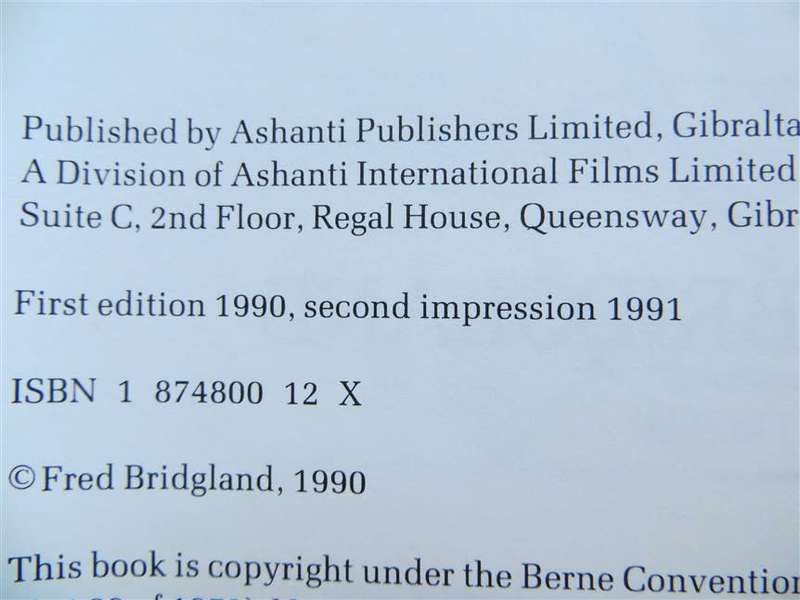 Published by Ashanti Publishers Limited, Gibralta
A Division of Ashanti International Films Limited
Suite C, 2nd Floor, Regal House, Queensway, Gibr
First edition 1990, second impression 1991
ISBN 1 874800 12 X
© Fred Bridgland, 1990
This book is copyright under the Berne Convention